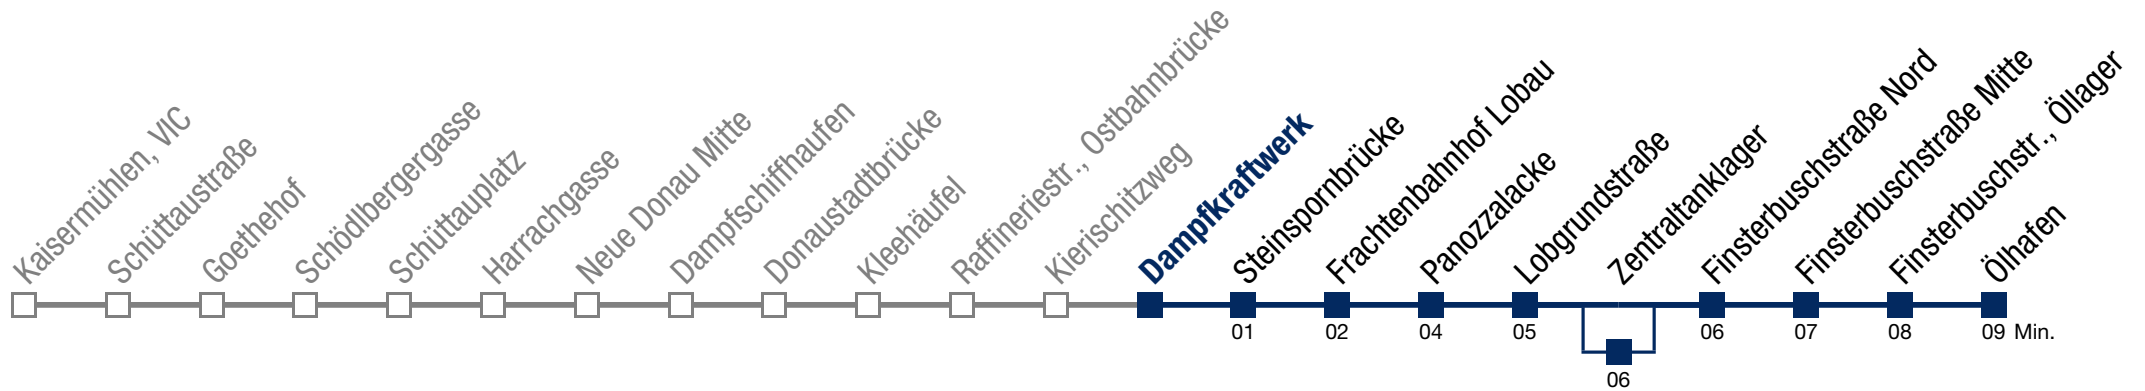 Kaisermühlen, VIC
Schüttaustraße
Goethehof
Schödlbergergasse
Schüttauplatz
Harrachgasse
Neue Donau Mitte
Dampfschiffhaufen
Donaustadtbrücke
Kleehäufel
Raffineriestr., Ostbahnbrücke
Kierischitzweg
Dampfkraftwerk
Steinspornbrücke
Frachtenbahnhof Lobau
Panozzalacke
Lobgrundstraße
Zentraltanklager
Finsterbuschstraße Nord
Finsterbuschstraße Mitte
Finsterbuschstr., Öllager
Ölhafen
01 02 04 05 06 07 08 09 Min.
06